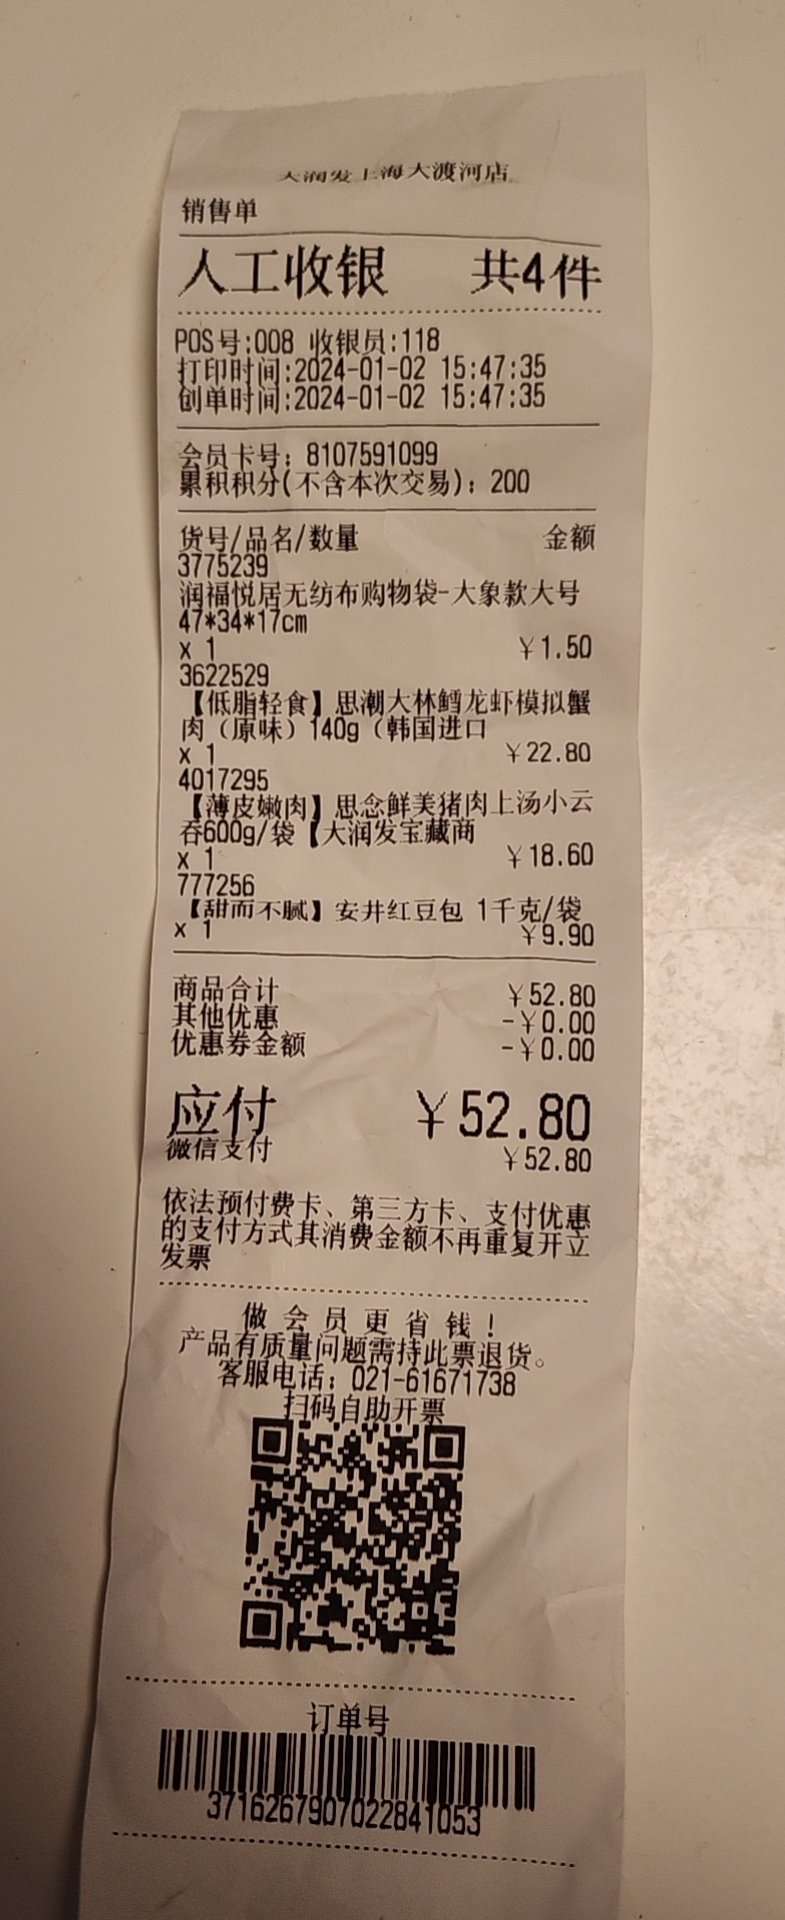 大润发上海大渡河店
销售单
人工收银 共4件
POS号:008 收银员:118
打印时间:2024-01-02 15:47:35
创单时间:2024-01-02 15:47:35
会员卡号：8107591099
累积积分(不含本次交易)：200
货号/品名/数量 金额
3775239
润福悦居无纺布购物袋-大象款大号
47*34*17cm
x 1 ￥1.50
3622529
【低脂轻食】思潮大林鳕龙虾模拟蟹
肉（原味）140g（韩国进口
x 1 ￥22.80
4017295
【薄皮嫩肉】思念鲜美猪肉上汤小云
吞600g/袋【大润发宝藏商
x 1 ￥18.60
777256
【甜而不腻】安井红豆包 1千克/袋
x 1 ￥9.90
商品合计 ￥52.80
其他优惠 -￥0.00
优惠券金额 -￥0.00
应付 ￥52.80
微信支付 ￥52.80
依法预付费卡、第三方卡、支付优惠
的支付方式其消费金额不再重复开立
发票
做会员更省钱！
产品有质量问题需持此票退货。
客服电话：021-61671738
扫码自助开票
订单号
3716267907022841053